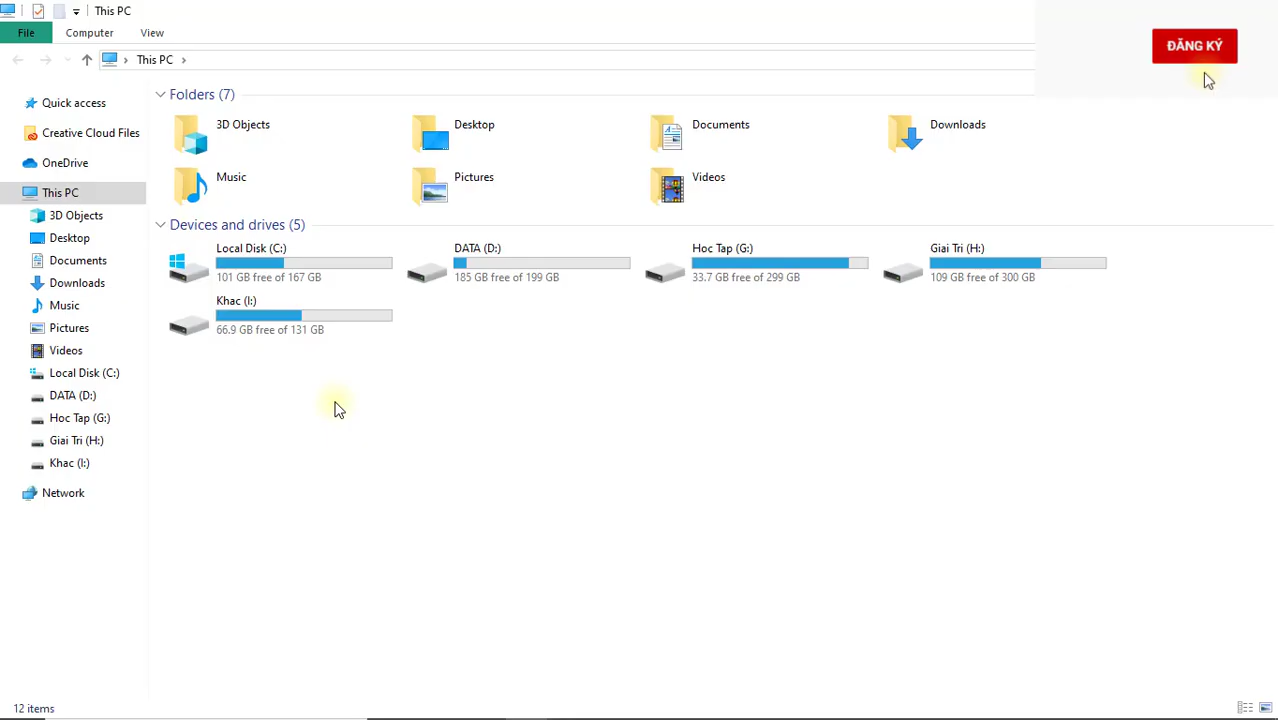 This PC
File Computer View
This PC
ĐĂNG KÝ
Quick access
Creative Cloud Files
OneDrive
This PC
3D Objects
Desktop
Documents
Downloads
Music
Pictures
Videos
Local Disk (C:)
DATA (D:)
Hoc Tap (G:)
Giai Tri (H:)
Khac (I:)
Network
Folders (7)
3D Objects
Desktop
Documents
Downloads
Music
Pictures
Videos
Devices and drives (5)
Local Disk (C:)
101 GB free of 167 GB
DATA (D:)
185 GB free of 199 GB
Hoc Tap (G:)
33.7 GB free of 299 GB
Giai Tri (H:)
109 GB free of 300 GB
Khac (I:)
66.9 GB free of 131 GB
12 items